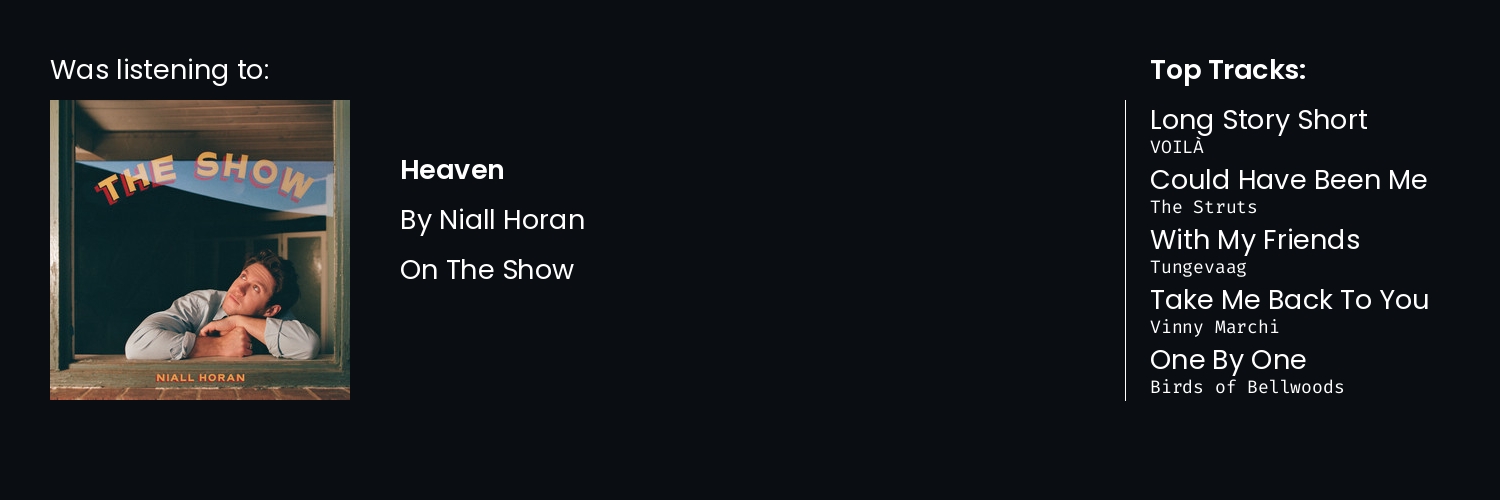 Was listening to:
THE SHOW
NIALL HORAN
Heaven
By Niall Horan
On The Show
Top Tracks:
Long Story Short
VOILÀ
Could Have Been Me
The Struts
With My Friends
Tungevaag
Take Me Back To You
Vinny Marchi
One By One
Birds of Bellwoods